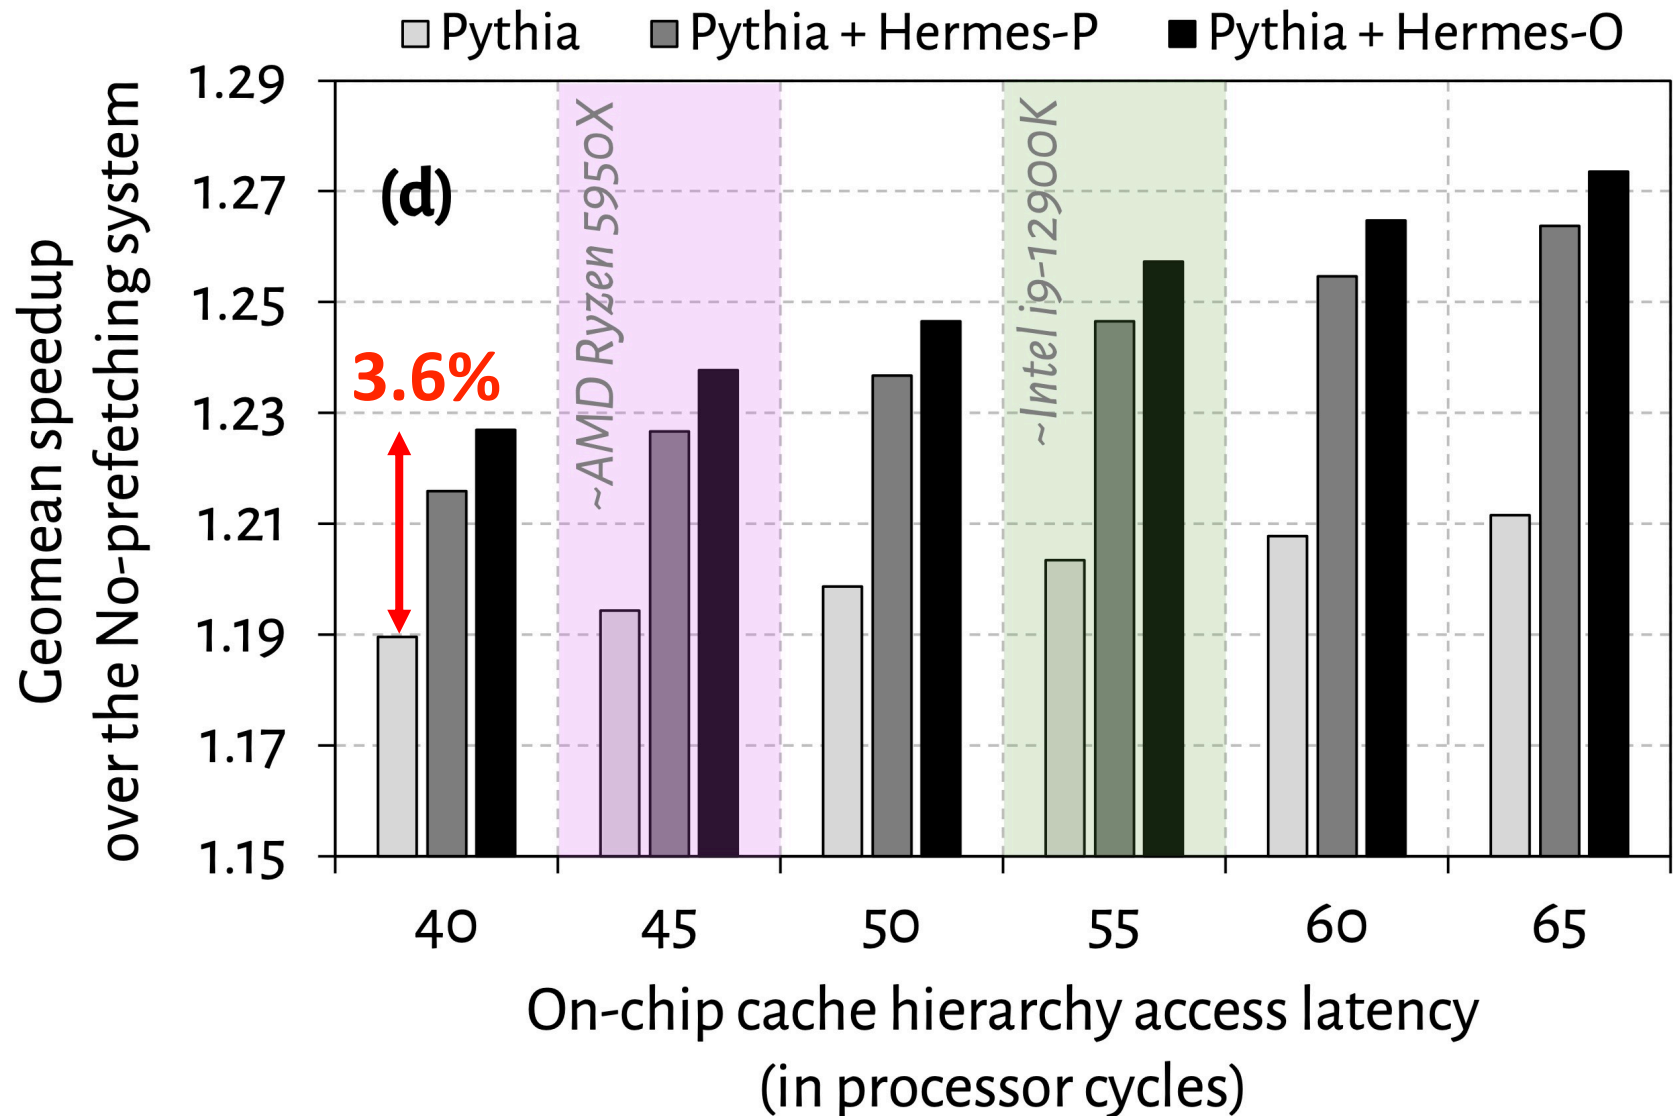 Pythia Pythia + Hermes-P Pythia + Hermes-O
Geomean speedup
over the No-prefetching system
1.29
1.27
1.25
1.23
1.21
1.19
1.17
1.15
(d)
3.6%
~AMD Ryzen 5950X
~Intel i9-12900K
40 45 50 55 60 65
On-chip cache hierarchy access latency
(in processor cycles)